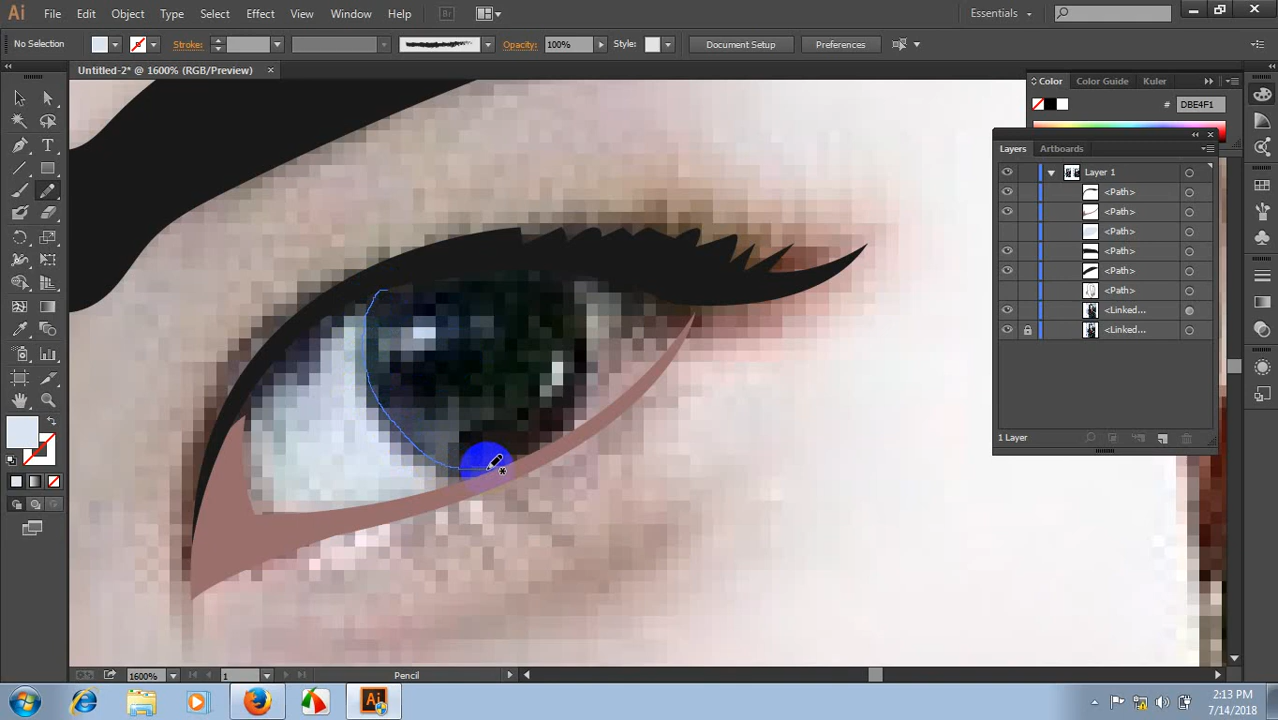 Ai File Edit Object Type Select Effect View Window Help Br Essentials
No Selection Stroke: Opacity: 100% Style: Document Setup Preferences
Untitled-2* @ 1600% (RGB/Preview)
Color Color Guide Kuler
# DBE4F1
Layers Artboards
Layer 1
<Path>
<Path>
<Path>
<Path>
<Path>
<Path>
<Linked...
<Linked...
1 Layer
1600% 1 Pencil
Ai
2:13 PM
7/14/2018